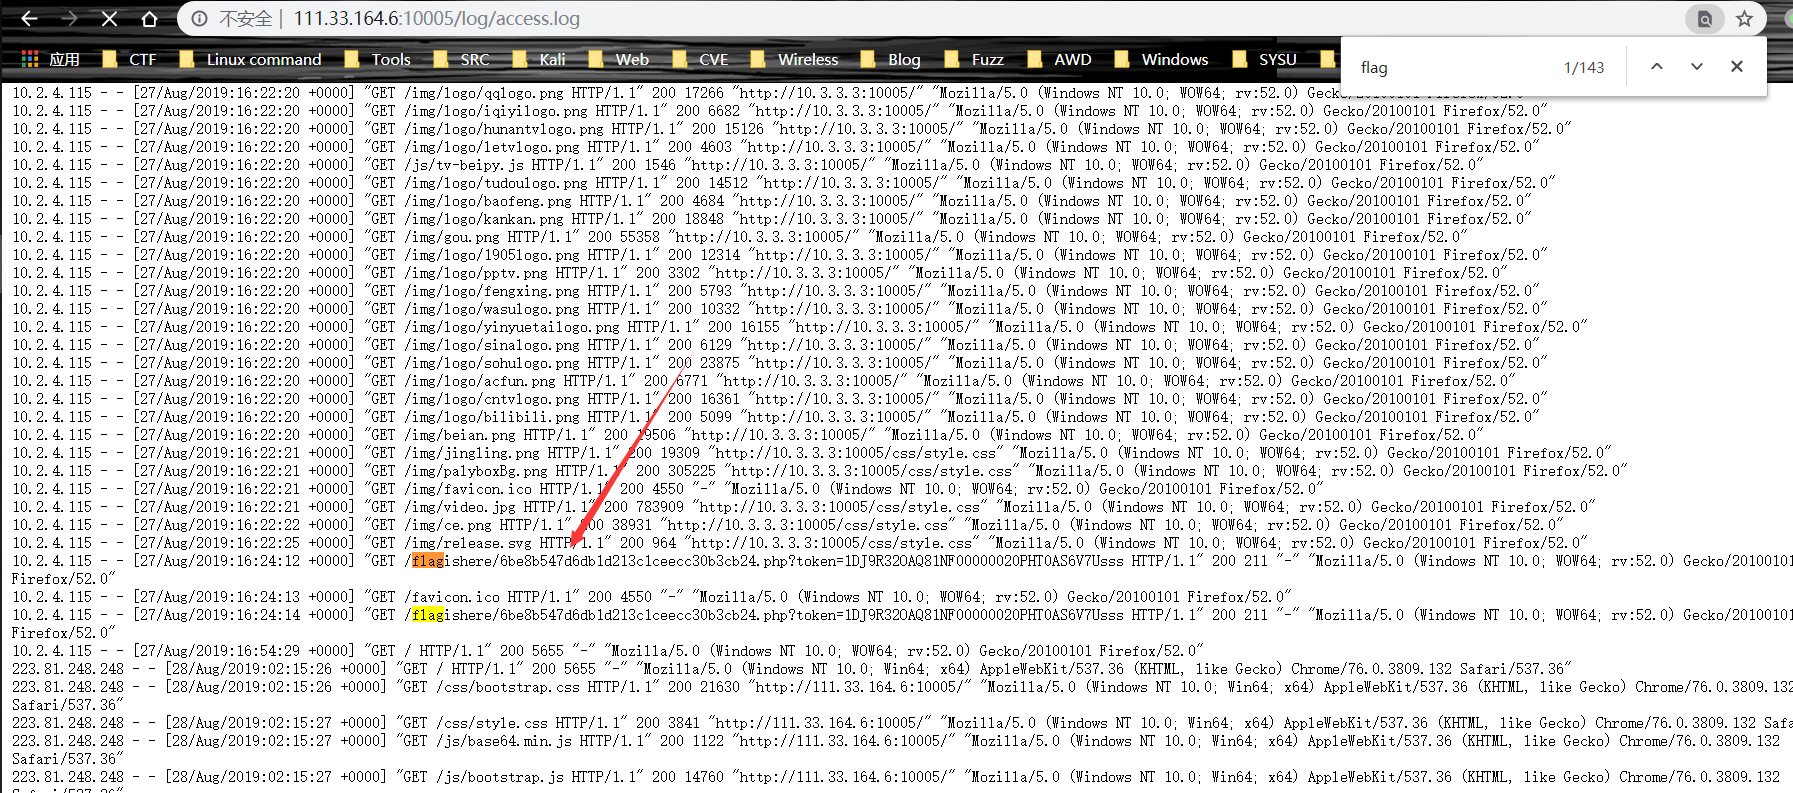 不安全 | 111.33.164.6:10005/log/access.log
应用 CTF Linux command Tools SRC Kali Web CVE Wireless Blog Fuzz AWD Windows SYSU
flag 1/143
10.2.4.115 - - [27/Aug/2019:16:22:20 +0000] "GET /img/logo/qqlogo.png HTTP/1.1" 200 17266 "http://10.3.3.3:10005/" "Mozilla/5.0 (Windows NT 10.0; WOW64; rv:52.0) Gecko/20100101 Firefox/52.0"
10.2.4.115 - - [27/Aug/2019:16:22:20 +0000] "GET /img/logo/iqiyilogo.png HTTP/1.1" 200 6682 "http://10.3.3.3:10005/" "Mozilla/5.0 (Windows NT 10.0; WOW64; rv:52.0) Gecko/20100101 Firefox/52.0"
10.2.4.115 - - [27/Aug/2019:16:22:20 +0000] "GET /img/logo/hunantvlogo.png HTTP/1.1" 200 15126 "http://10.3.3.3:10005/" "Mozilla/5.0 (Windows NT 10.0; WOW64; rv:52.0) Gecko/20100101 Firefox/52.0"
10.2.4.115 - - [27/Aug/2019:16:22:20 +0000] "GET /img/logo/letvlogo.png HTTP/1.1" 200 4603 "http://10.3.3.3:10005/" "Mozilla/5.0 (Windows NT 10.0; WOW64; rv:52.0) Gecko/20100101 Firefox/52.0"
10.2.4.115 - - [27/Aug/2019:16:22:20 +0000] "GET /js/tv-beipy.js HTTP/1.1" 200 1546 "http://10.3.3.3:10005/" "Mozilla/5.0 (Windows NT 10.0; WOW64; rv:52.0) Gecko/20100101 Firefox/52.0"
10.2.4.115 - - [27/Aug/2019:16:22:20 +0000] "GET /img/logo/tudoulogo.png HTTP/1.1" 200 14512 "http://10.3.3.3:10005/" "Mozilla/5.0 (Windows NT 10.0; WOW64; rv:52.0) Gecko/20100101 Firefox/52.0"
10.2.4.115 - - [27/Aug/2019:16:22:20 +0000] "GET /img/logo/baofeng.png HTTP/1.1" 200 4684 "http://10.3.3.3:10005/" "Mozilla/5.0 (Windows NT 10.0; WOW64; rv:52.0) Gecko/20100101 Firefox/52.0"
10.2.4.115 - - [27/Aug/2019:16:22:20 +0000] "GET /img/logo/kankan.png HTTP/1.1" 200 18848 "http://10.3.3.3:10005/" "Mozilla/5.0 (Windows NT 10.0; WOW64; rv:52.0) Gecko/20100101 Firefox/52.0"
10.2.4.115 - - [27/Aug/2019:16:22:20 +0000] "GET /img/gou.png HTTP/1.1" 200 55358 "http://10.3.3.3:10005/" "Mozilla/5.0 (Windows NT 10.0; WOW64; rv:52.0) Gecko/20100101 Firefox/52.0"
10.2.4.115 - - [27/Aug/2019:16:22:20 +0000] "GET /img/logo/1905logo.png HTTP/1.1" 200 12314 "http://10.3.3.3:10005/" "Mozilla/5.0 (Windows NT 10.0; WOW64; rv:52.0) Gecko/20100101 Firefox/52.0"
10.2.4.115 - - [27/Aug/2019:16:22:20 +0000] "GET /img/logo/pptv.png HTTP/1.1" 200 3302 "http://10.3.3.3:10005/" "Mozilla/5.0 (Windows NT 10.0; WOW64; rv:52.0) Gecko/20100101 Firefox/52.0"
10.2.4.115 - - [27/Aug/2019:16:22:20 +0000] "GET /img/logo/fengxing.png HTTP/1.1" 200 5793 "http://10.3.3.3:10005/" "Mozilla/5.0 (Windows NT 10.0; WOW64; rv:52.0) Gecko/20100101 Firefox/52.0"
10.2.4.115 - - [27/Aug/2019:16:22:20 +0000] "GET /img/logo/wasulogo.png HTTP/1.1" 200 10332 "http://10.3.3.3:10005/" "Mozilla/5.0 (Windows NT 10.0; WOW64; rv:52.0) Gecko/20100101 Firefox/52.0"
10.2.4.115 - - [27/Aug/2019:16:22:20 +0000] "GET /img/logo/yinyuetailogo.png HTTP/1.1" 200 16155 "http://10.3.3.3:10005/" "Mozilla/5.0 (Windows NT 10.0; WOW64; rv:52.0) Gecko/20100101 Firefox/52.0"
10.2.4.115 - - [27/Aug/2019:16:22:20 +0000] "GET /img/logo/sinalogo.png HTTP/1.1" 200 6129 "http://10.3.3.3:10005/" "Mozilla/5.0 (Windows NT 10.0; WOW64; rv:52.0) Gecko/20100101 Firefox/52.0"
10.2.4.115 - - [27/Aug/2019:16:22:20 +0000] "GET /img/logo/sohulogo.png HTTP/1.1" 200 23875 "http://10.3.3.3:10005/" "Mozilla/5.0 (Windows NT 10.0; WOW64; rv:52.0) Gecko/20100101 Firefox/52.0"
10.2.4.115 - - [27/Aug/2019:16:22:20 +0000] "GET /img/logo/acfun.png HTTP/1.1" 200 6771 "http://10.3.3.3:10005/" "Mozilla/5.0 (Windows NT 10.0; WOW64; rv:52.0) Gecko/20100101 Firefox/52.0"
10.2.4.115 - - [27/Aug/2019:16:22:20 +0000] "GET /img/logo/cntvlogo.png HTTP/1.1" 200 16361 "http://10.3.3.3:10005/" "Mozilla/5.0 (Windows NT 10.0; WOW64; rv:52.0) Gecko/20100101 Firefox/52.0"
10.2.4.115 - - [27/Aug/2019:16:22:20 +0000] "GET /img/logo/bilibili.png HTTP/1.1" 200 5099 "http://10.3.3.3:10005/" "Mozilla/5.0 (Windows NT 10.0; WOW64; rv:52.0) Gecko/20100101 Firefox/52.0"
10.2.4.115 - - [27/Aug/2019:16:22:20 +0000] "GET /img/beian.png HTTP/1.1" 200 19506 "http://10.3.3.3:10005/" "Mozilla/5.0 (Windows NT 10.0; WOW64; rv:52.0) Gecko/20100101 Firefox/52.0"
10.2.4.115 - - [27/Aug/2019:16:22:21 +0000] "GET /img/jingling.png HTTP/1.1" 200 19309 "http://10.3.3.3:10005/css/style.css" "Mozilla/5.0 (Windows NT 10.0; WOW64; rv:52.0) Gecko/20100101 Firefox/52.0"
10.2.4.115 - - [27/Aug/2019:16:22:21 +0000] "GET /img/palyboxBg.png HTTP/1.1" 200 305225 "http://10.3.3.3:10005/css/style.css" "Mozilla/5.0 (Windows NT 10.0; WOW64; rv:52.0) Gecko/20100101 Firefox/52.0"
10.2.4.115 - - [27/Aug/2019:16:22:21 +0000] "GET /img/favicon.ico HTTP/1.1" 200 4550 "-" "Mozilla/5.0 (Windows NT 10.0; WOW64; rv:52.0) Gecko/20100101 Firefox/52.0"
10.2.4.115 - - [27/Aug/2019:16:22:21 +0000] "GET /img/video.jpg HTTP/1.1" 200 783909 "http://10.3.3.3:10005/css/style.css" "Mozilla/5.0 (Windows NT 10.0; WOW64; rv:52.0) Gecko/20100101 Firefox/52.0"
10.2.4.115 - - [27/Aug/2019:16:22:22 +0000] "GET /img/ce.png HTTP/1.1" 200 38931 "http://10.3.3.3:10005/css/style.css" "Mozilla/5.0 (Windows NT 10.0; WOW64; rv:52.0) Gecko/20100101 Firefox/52.0"
10.2.4.115 - - [27/Aug/2019:16:22:25 +0000] "GET /img/release.svg HTTP/1.1" 200 964 "http://10.3.3.3:10005/css/style.css" "Mozilla/5.0 (Windows NT 10.0; WOW64; rv:52.0) Gecko/20100101 Firefox/52.0"
10.2.4.115 - - [27/Aug/2019:16:24:12 +0000] "GET /flagishere/6be8b547d6db1d213c1ceecc30b3cb24.php?token=1DJ9R32OAQ81NF00000020PHT0AS6V7Usss HTTP/1.1" 200 211 "-" "Mozilla/5.0 (Windows NT 10.0; WOW64; rv:52.0) Gecko/20100101
Firefox/52.0"
10.2.4.115 - - [27/Aug/2019:16:24:13 +0000] "GET /favicon.ico HTTP/1.1" 200 4550 "-" "Mozilla/5.0 (Windows NT 10.0; WOW64; rv:52.0) Gecko/20100101 Firefox/52.0"
10.2.4.115 - - [27/Aug/2019:16:24:14 +0000] "GET /flagishere/6be8b547d6db1d213c1ceecc30b3cb24.php?token=1DJ9R32OAQ81NF00000020PHT0AS6V7Usss HTTP/1.1" 200 211 "-" "Mozilla/5.0 (Windows NT 10.0; WOW64; rv:52.0) Gecko/20100101
Firefox/52.0"
10.2.4.115 - - [27/Aug/2019:16:54:29 +0000] "GET / HTTP/1.1" 200 5655 "-" "Mozilla/5.0 (Windows NT 10.0; WOW64; rv:52.0) Gecko/20100101 Firefox/52.0"
223.81.248.248 - - [28/Aug/2019:02:15:26 +0000] "GET / HTTP/1.1" 200 5655 "-" "Mozilla/5.0 (Windows NT 10.0; Win64; x64) AppleWebKit/537.36 (KHTML, like Gecko) Chrome/76.0.3809.132 Safari/537.36"
223.81.248.248 - - [28/Aug/2019:02:15:26 +0000] "GET /css/bootstrap.css HTTP/1.1" 200 21630 "http://111.33.164.6:10005/" "Mozilla/5.0 (Windows NT 10.0; Win64; x64) AppleWebKit/537.36 (KHTML, like Gecko) Chrome/76.0.3809.132
Safari/537.36"
223.81.248.248 - - [28/Aug/2019:02:15:27 +0000] "GET /css/style.css HTTP/1.1" 200 3841 "http://111.33.164.6:10005/" "Mozilla/5.0 (Windows NT 10.0; Win64; x64) AppleWebKit/537.36 (KHTML, like Gecko) Chrome/76.0.3809.132 Safa
223.81.248.248 - - [28/Aug/2019:02:15:27 +0000] "GET /js/base64.min.js HTTP/1.1" 200 1122 "http://111.33.164.6:10005/" "Mozilla/5.0 (Windows NT 10.0; Win64; x64) AppleWebKit/537.36 (KHTML, like Gecko) Chrome/76.0.3809.132
Safari/537.36"
223.81.248.248 - - [28/Aug/2019:02:15:27 +0000] "GET /js/bootstrap.js HTTP/1.1" 200 14760 "http://111.33.164.6:10005/" "Mozilla/5.0 (Windows NT 10.0; Win64; x64) AppleWebKit/537.36 (KHTML, like Gecko) Chrome/76.0.3809.132